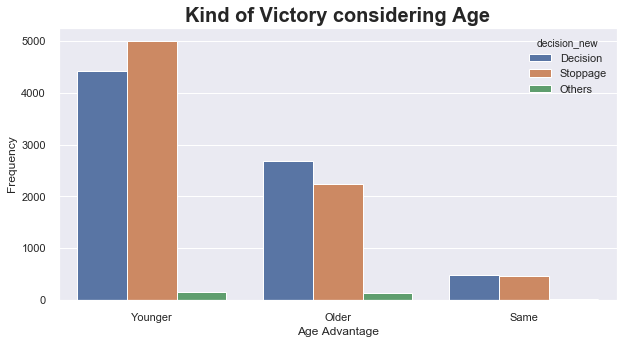 Kind of Victory considering Age
decision_new
Decision
Stoppage
Others
5000
4000
3000
2000
1000
0
Frequency
Younger
Older
Same
Age Advantage